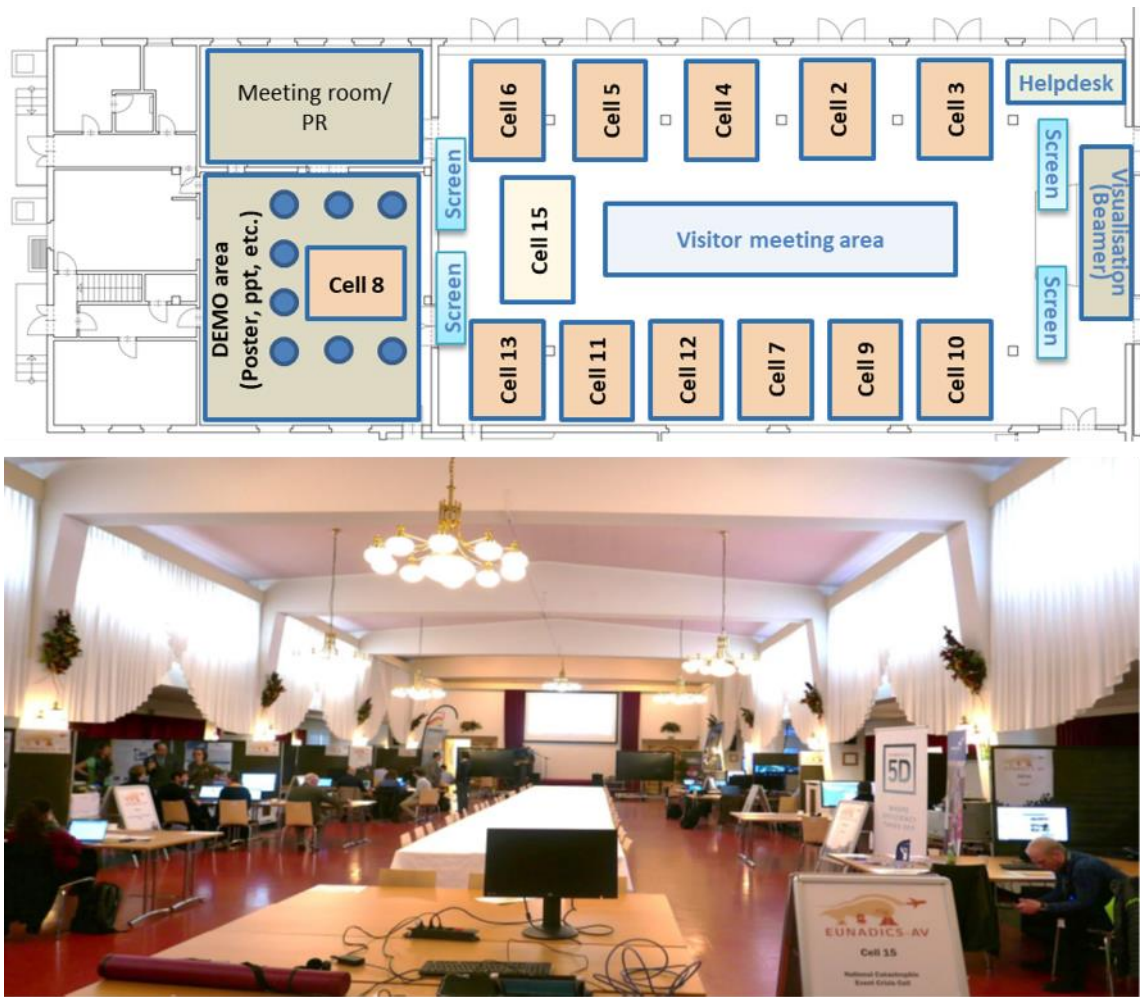 Meeting room/
PR
Cell 6
Cell 5
Cell 4
Cell 2
Cell 3
Helpdesk
Screen
Screen
Visualisation
(Beamer)
DEMO area
(Poster, ppt, etc.)
Cell 8
Screen
Cell 15
Visitor meeting area
Screen
Cell 13
Cell 11
Cell 12
Cell 7
Cell 9
Cell 10
5D
EUNADICS-AV
Cell 15
National Catastrophic
Event Crisis Cell